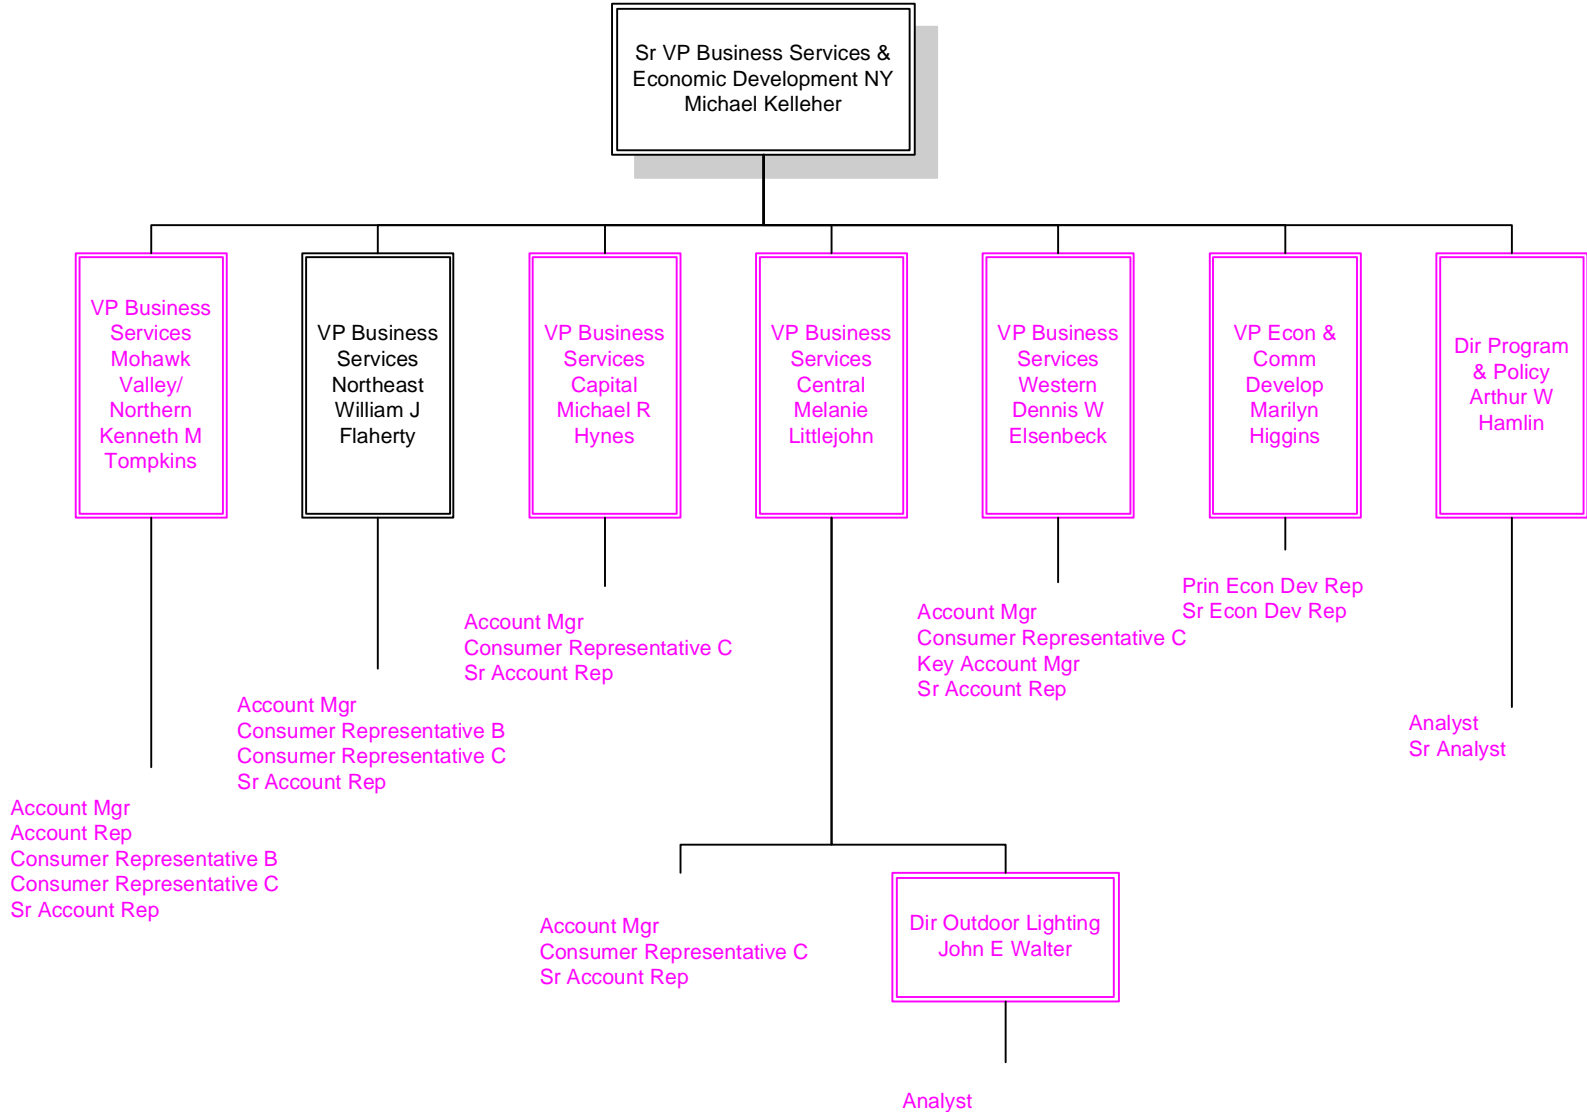 Sr VP Business Services &
Economic Development NY
Michael Kelleher
VP Business
Services
Mohawk
Valley/
Northern
Kenneth M
Tompkins
VP Business
Services
Northeast
William J
Flaherty
VP Business
Services
Capital
Michael R
Hynes
VP Business
Services
Central
Melanie
Littlejohn
VP Business
Services
Western
Dennis W
Elsenbeck
VP Econ &
Comm
Develop
Marilyn
Higgins
Dir Program
& Policy
Arthur W
Hamlin
Account Mgr
Account Rep
Consumer Representative B
Consumer Representative C
Sr Account Rep
Account Mgr
Consumer Representative B
Consumer Representative C
Sr Account Rep
Account Mgr
Consumer Representative C
Sr Account Rep
Account Mgr
Consumer Representative C
Sr Account Rep
Dir Outdoor Lighting
John E Walter
Analyst
Account Mgr
Consumer Representative C
Key Account Mgr
Sr Account Rep
Prin Econ Dev Rep
Sr Econ Dev Rep
Analyst
Sr Analyst